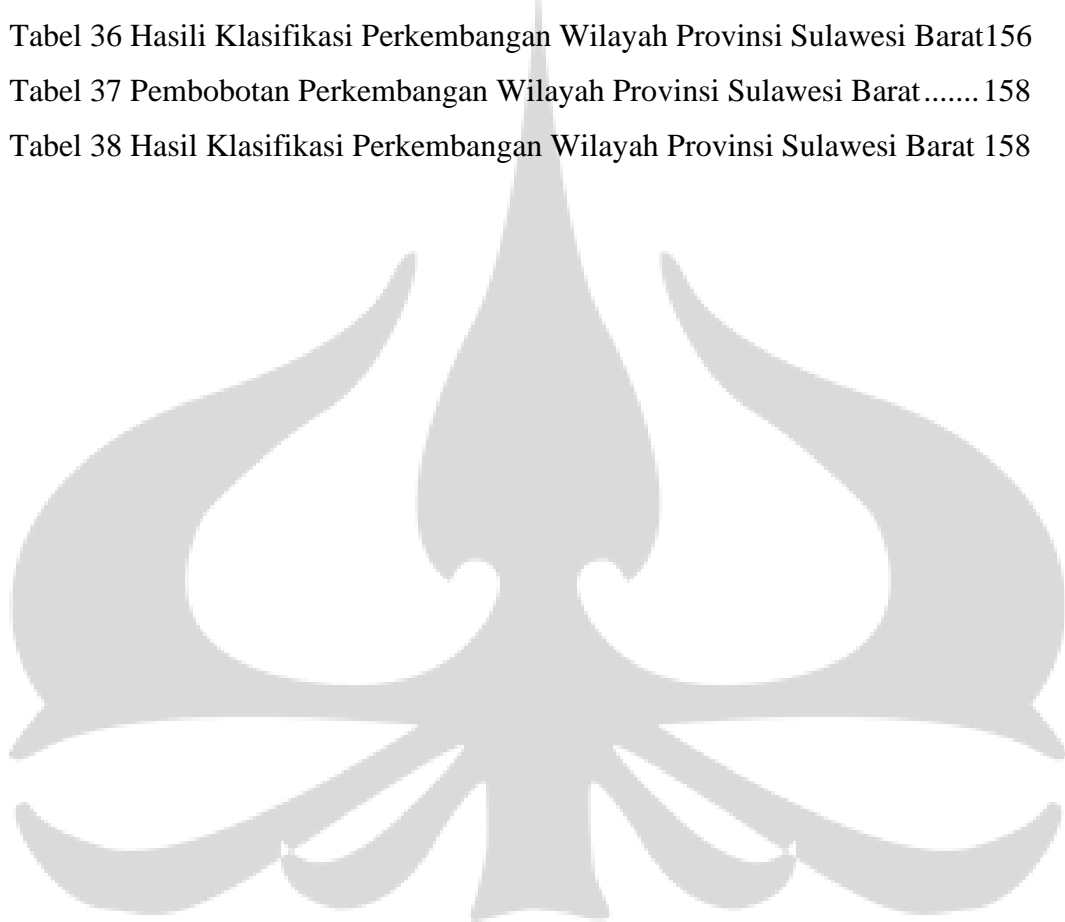 Tabel 36 Hasili Klasifikasi Perkembangan Wilayah Provinsi Sulawesi Barat156
Tabel 37 Pembobotan Perkembangan Wilayah Provinsi Sulawesi Barat.......158
Tabel 38 Hasil Klasifikasi Perkembangan Wilayah Provinsi Sulawesi Barat 158